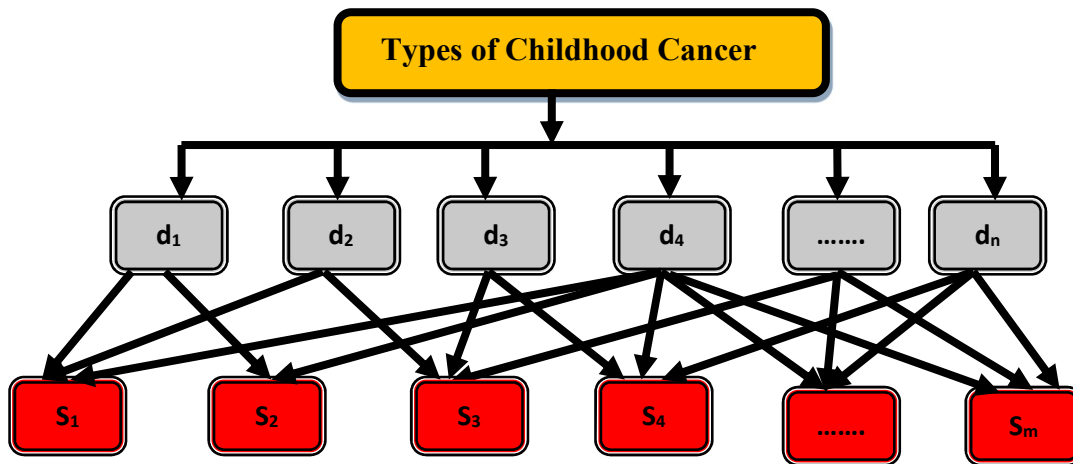 Types of Childhood Cancer
d₁ d₂ d₃ d₄ ....... dₙ
S₁ S₂ S₃ S₄ ....... Sₘ